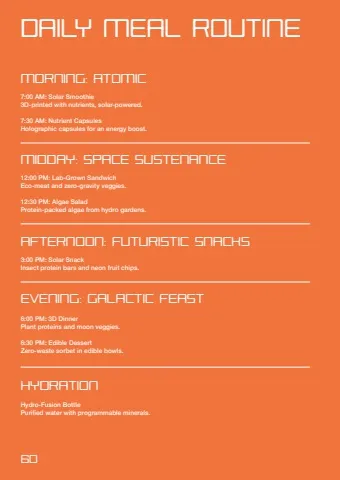 DAILY MEAL ROUTINE
MORNING: ATOMIC
7:00 AM: Solar Smoothie
3D-jointed with nutrients, solar-powered.
7:30 AM: Nutrient Capsules
Holographic capsules for an energy boost.
MIDDAY: SPACE SUSTENANCE
12:00 PM: Lab-Grown Sandwich
Eco-meat and zero-gravity veggies.
12:30 PM: Algae Salad
Protein-packed algae from hydro gardens.
AFTERNOON: FUTURISTIC SNACKS
3:00 PM: Solar Snack
Insect protein bars and neon fruit chips.
EVENING: GALACTIC FEAST
6:00 PM: 3D Dinner
Plant proteins and moon veggies.
6:30 PM: Edible Dessert
Zero-waste sorbet in edible bowls.
HYDRATION
Hydro-Fusion Bottle
Purified water with programmable minerals.
60